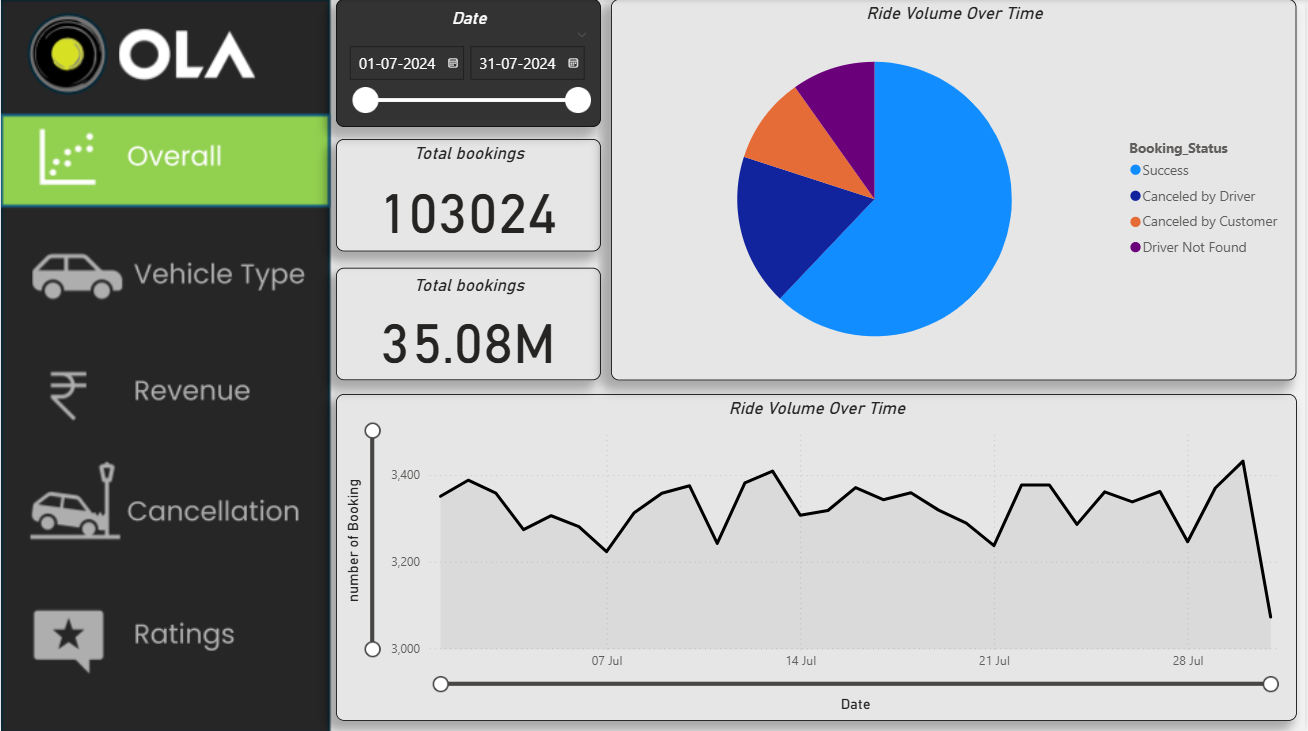 OLA
Overall
Vehicle Type
₹
Revenue
Cancellation
Ratings
Date
01-07-2024 31-07-2024
Total bookings
103024
Total bookings
35.08M
Ride Volume Over Time
Booking_Status
Success
Canceled by Driver
Canceled by Customer
Driver Not Found
Ride Volume Over Time
number of Booking
3,400
3,200
3,000
07 Jul 14 Jul 21 Jul 28 Jul
Date